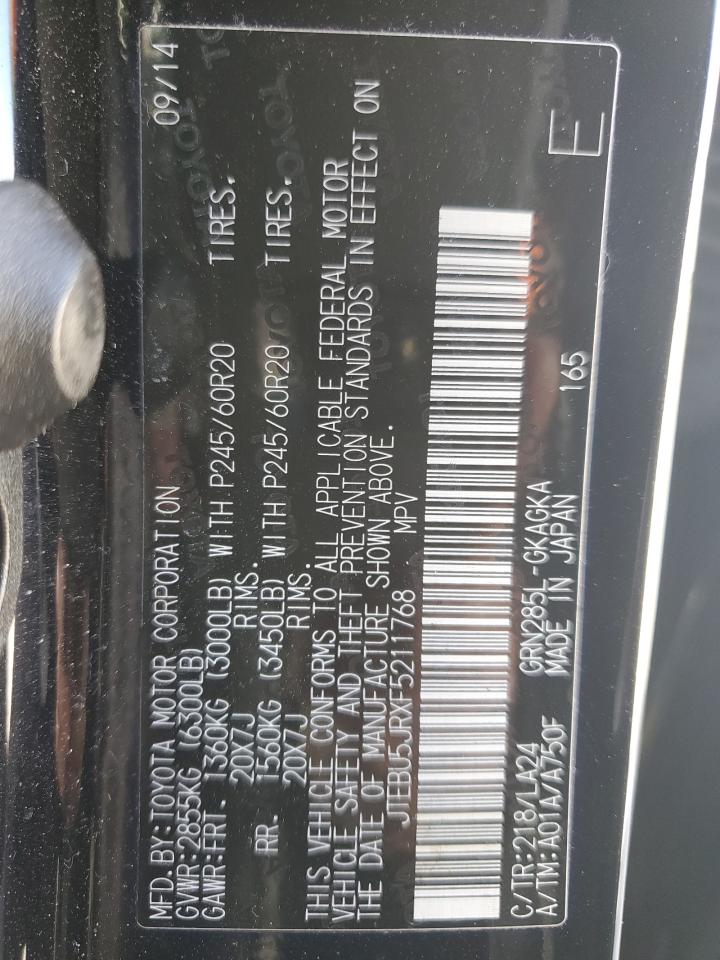 MFD.BY:TOYOTA MOTOR CORPORATION 09/14
GVWR:2855KG (6300LB)
GAWR:FRT. 1360KG (3000LB) WITH P245/60R20 TIRES.
20X7J RIMS.
RR. 1560KG (3450LB) WITH P245/60R20 TIRES.
20X7J RIMS.
THIS VEHICLE CONFORMS TO ALL APPLICABLE FEDERAL MOTOR
VEHICLE SAFETY AND THEFT PREVENTION STANDARDS IN EFFECT ON
THE DATE OF MANUFACTURE SHOWN ABOVE.
JTEBU5JRXF5211768 MPV
C/TR:218/LA24 GRN285L-GKAGKA 165 E
A/TM:A01A/A750F MADE IN JAPAN